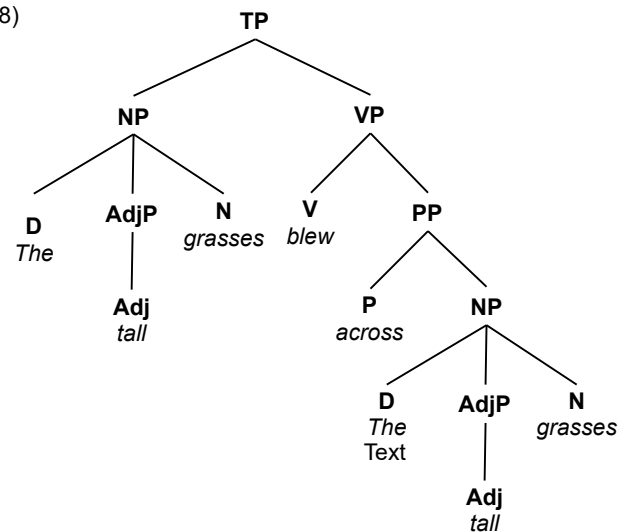 8)
TP
NP VP
D AdjP N V PP
The grasses blew
Adj P NP
tall across
D AdjP N
The grasses
Text
Adj
tall